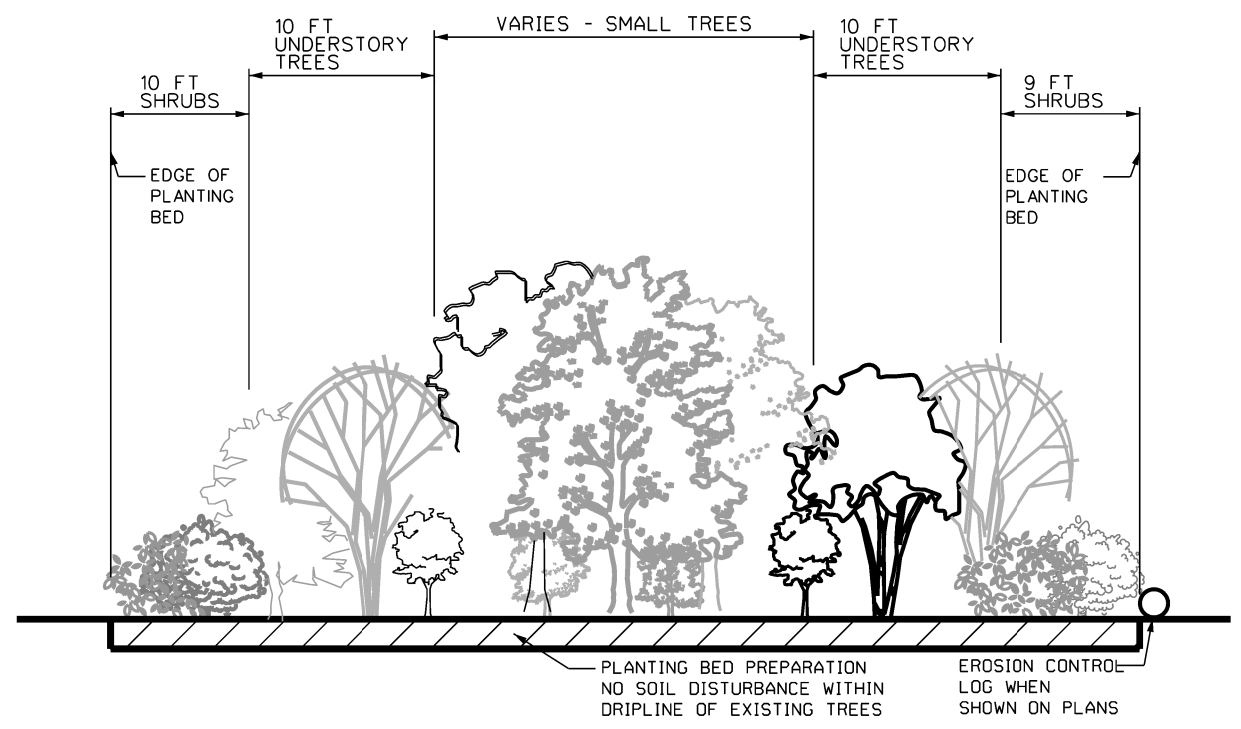 10 FT
UNDERSTORY
TREES
VARIES - SMALL TREES
10 FT
UNDERSTORY
TREES
10 FT
SHRUBS
9 FT
SHRUBS
EDGE OF
PLANTING
BED
EDGE OF
PLANTING
BED
PLANTING BED PREPARATION
NO SOIL DISTURBANCE WITHIN
DRIPLINE OF EXISTING TREES
EROSION CONTROL
LOG WHEN
SHOWN ON PLANS